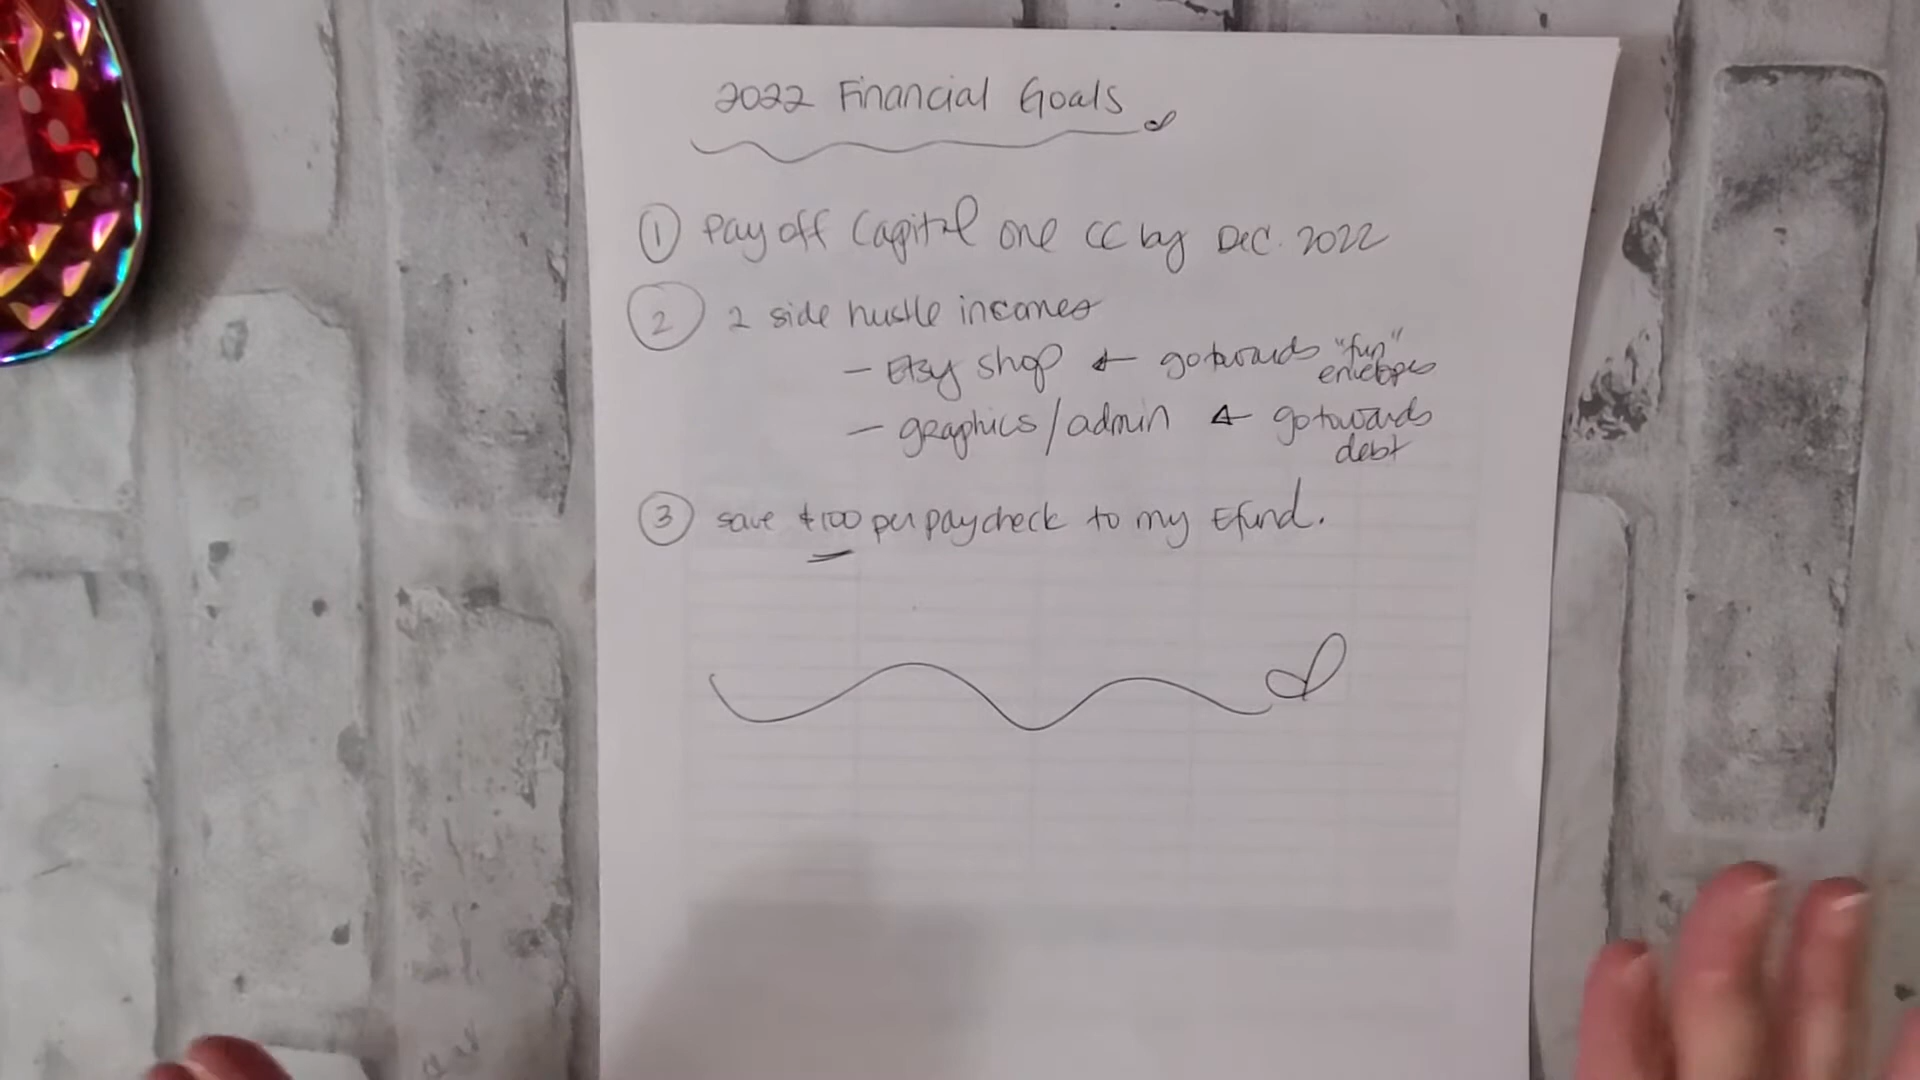 2022 Financial Goals
① Pay off Capital one CC by Dec. 2022
② 2 side hustle incomes
- Etsy shop ← go towards "fun"
envelopes
- graphics/admin ← go towards
debt
③ save $100 per paycheck to my Efund.